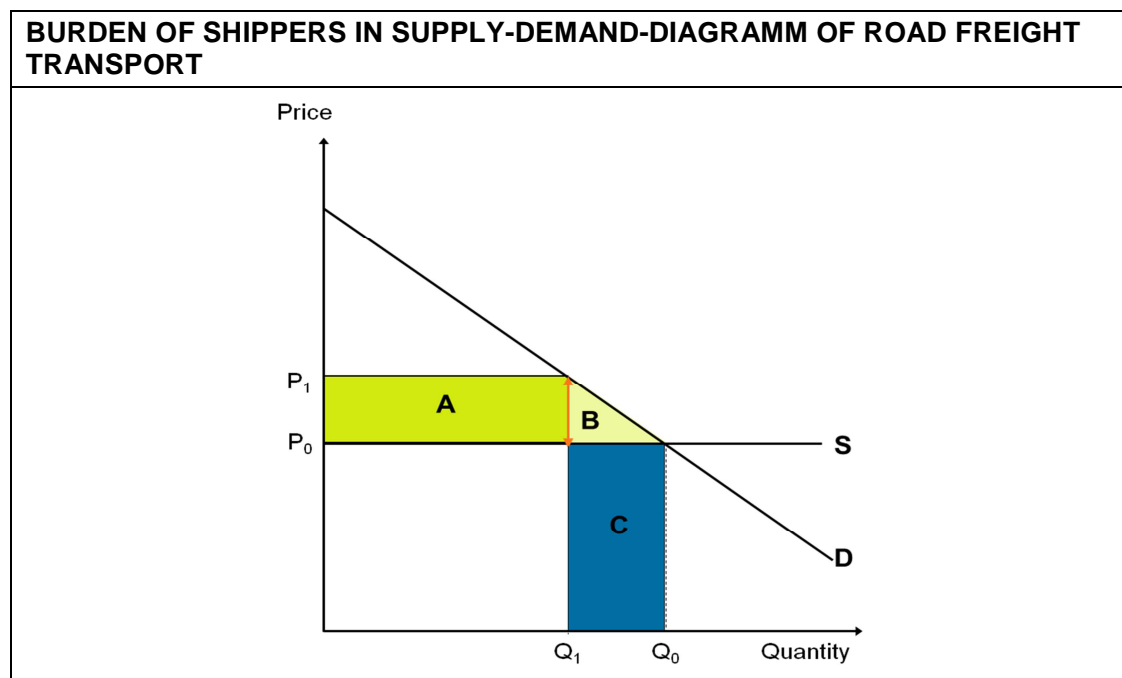 BURDEN OF SHIPPERS IN SUPPLY-DEMAND-DIAGRAMM OF ROAD FREIGHT
TRANSPORT
Price
P₁
A
B
P₀
S
C
D
Q₁ Q₀ Quantity